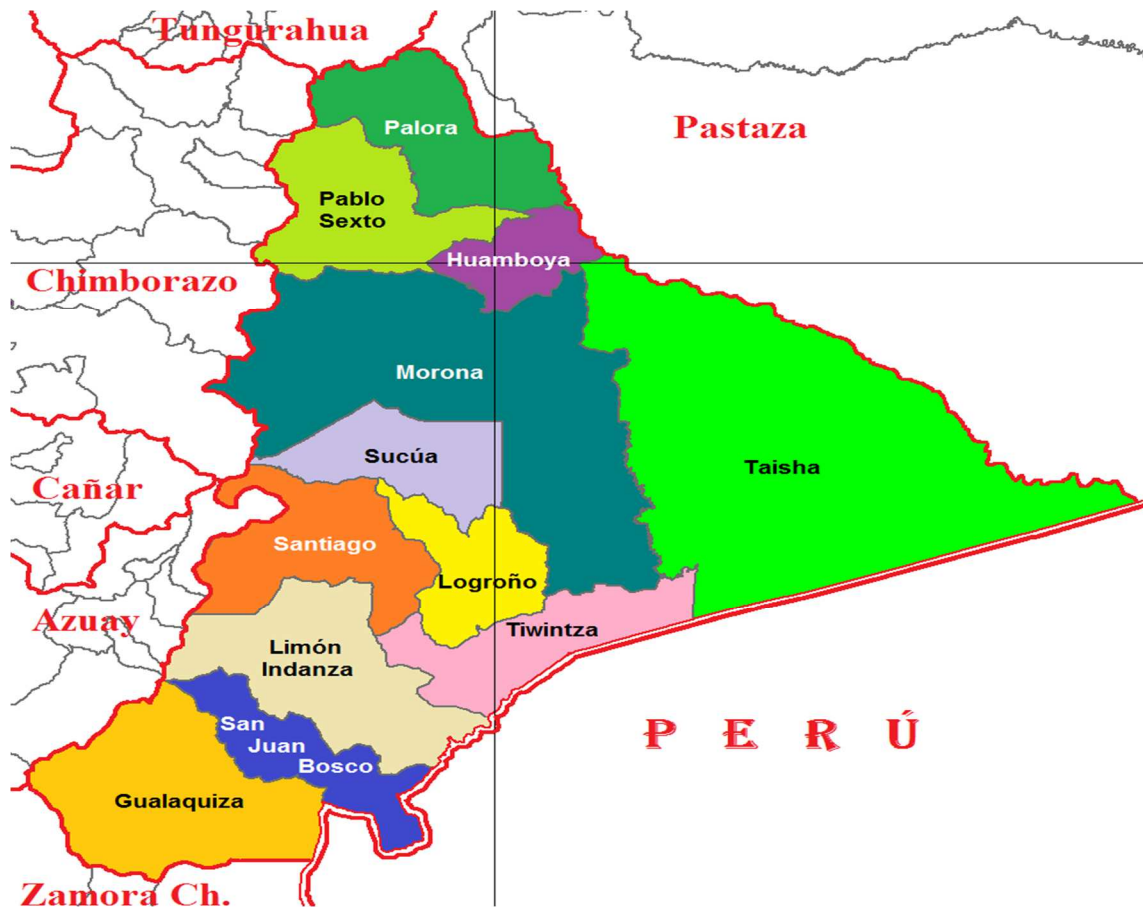 Tungurahua
Palora
Pastaza
Pablo
Sexto
Huamboya
Chimborazo
Morona
Sucúa
Taisha
Cañar
Santiago
Logroño
Azuay
Tiwintza
Limón
Indanza
San
Juan
Bosco
P E R Ú
Gualaquiza
Zamora Ch.